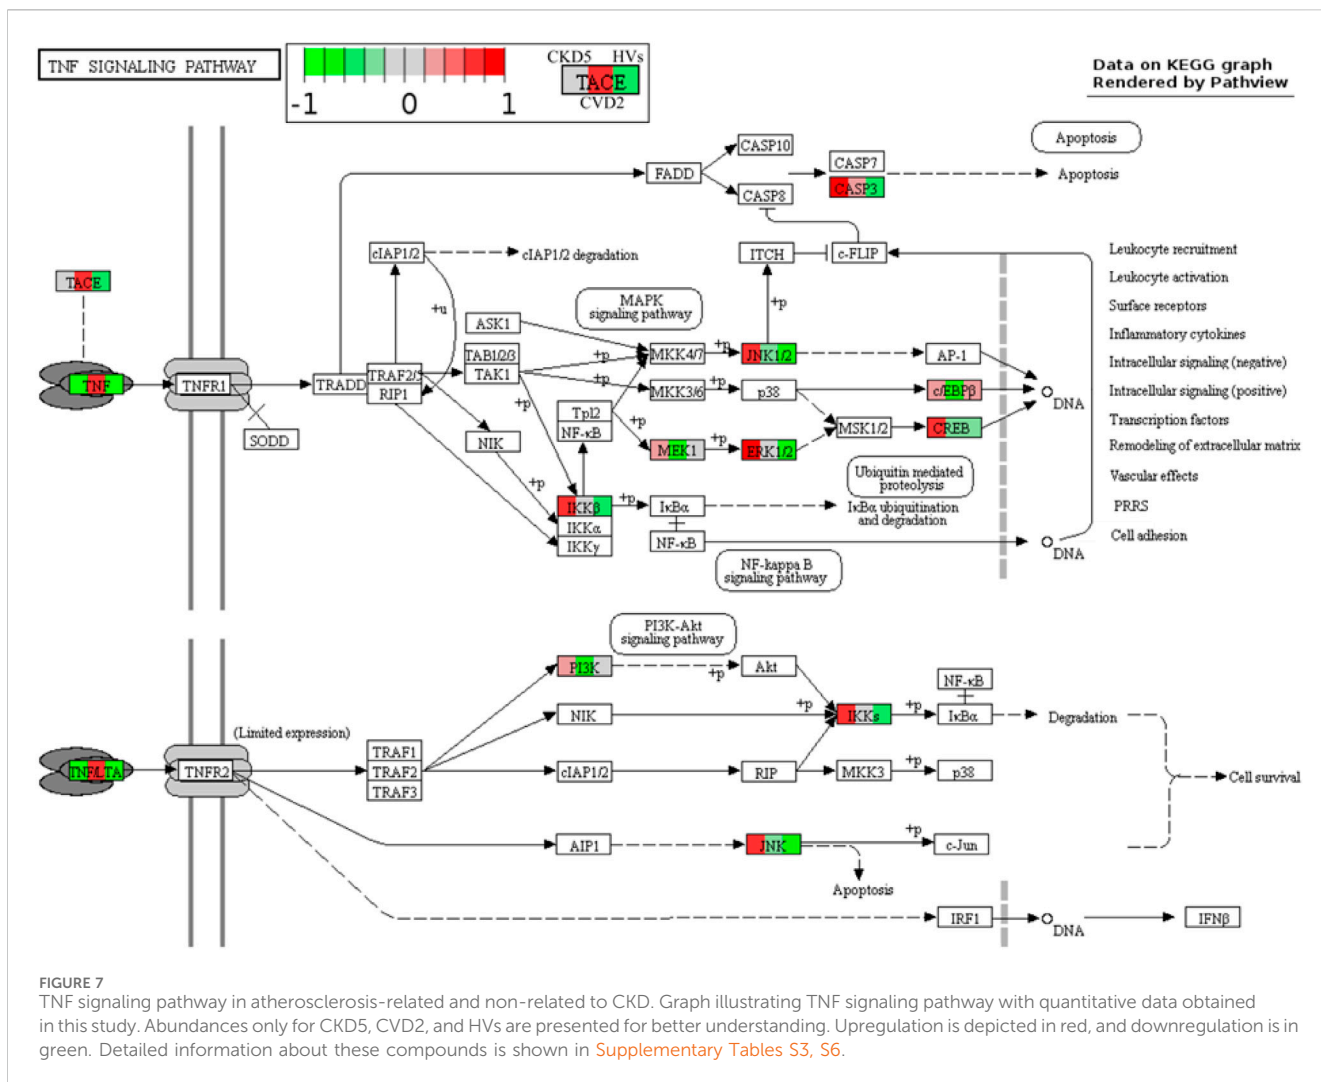 TNF SIGNALING PATHWAY
-1 0 1
CKD5 HVs
TACE
CVD2
Data on KEGG graph
Rendered by Pathview
CASP10
FADD
CASP8
CASP7
CASP3
Apoptosis
Apoptosis
cIAP1/2
cIAP1/2 degradation
ITCH
c-FLIP
+u
+p
TACE
TNF
TNFR1
SODD
TRADD
TRAF2/5
RIP1
ASK1
TAB1/2/3
TAK1
NIK
MAPK
signaling pathway
+p
+p
+p
+p
+p
+p
+p
+p
+p
MKK4/7
JNK1/2
AP-1
MKK3/6
p38
c/EBPβ
DNA
Tpl2
NF-κB
MSK1/2
CREB
MEK1
ERK1/2
IKKβ
IKKα
IKKγ
+p
IκBα
NF-κB
Ubiquitin mediated
proteolysis
IκBα ubiquitination
and degradation
NF-kappa B
signaling pathway
DNA
Leukocyte recruitment
Leukocyte activation
Surface receptors
Inflammatory cytokines
Intracellular signaling (negative)
Intracellular signaling (positive)
Transcription factors
Remodeling of extracellular matrix
Vascular effects
PRRS
Cell adhesion
PI3K-Akt
signaling pathway
PI3K
+p
Akt
NF-κB
NIK
+p
IKKs
+p
IκBα
Degradation
(Limited expression)
TNF/LTA
TNFR2
TRAF1
TRAF2
TRAF3
cIAP1/2
RIP
MKK3
+p
p38
Cell survival
AIP1
JNK
+p
c-Jun
Apoptosis
IRF1
DNA
IFNβ
FIGURE 7
TNF signaling pathway in atherosclerosis-related and non-related to CKD. Graph illustrating TNF signaling pathway with quantitative data obtained
in this study. Abundances only for CKD5, CVD2, and HVs are presented for better understanding. Upregulation is depicted in red, and downregulation is in
green. Detailed information about these compounds is shown in Supplementary Tables S3, S6.